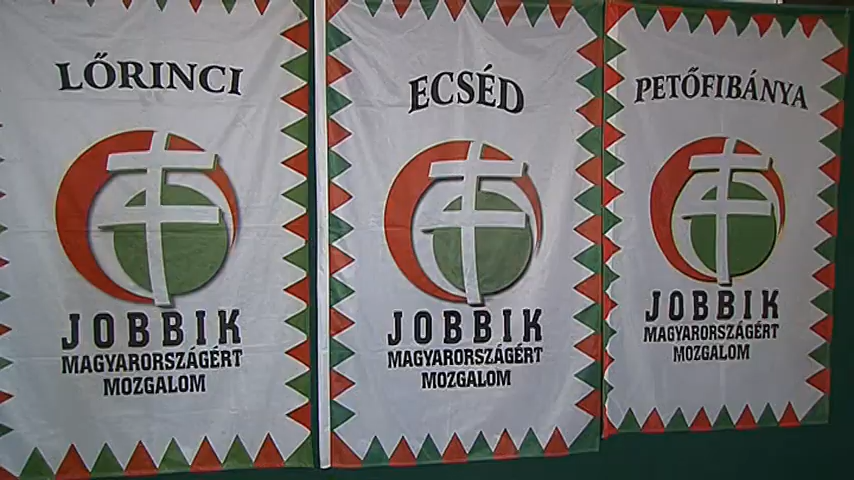 LŐRINCI
JOBBIK
MAGYARORSZÁGÉRT
MOZGALOM
ECSÉD
JOBBIK
MAGYARORSZÁGÉRT
MOZGALOM
PETŐFIBÁNYA
JOBBIK
MAGYARORSZÁGÉRT
MOZGALOM